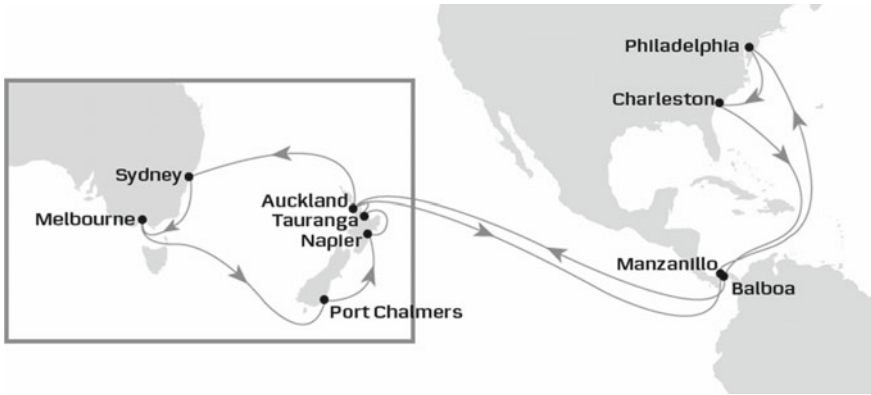 Philadelphia
Charleston
Sydney
Auckland
Melbourne
Tauranga
Napier
Manzanillo
Balboa
Port Chalmers